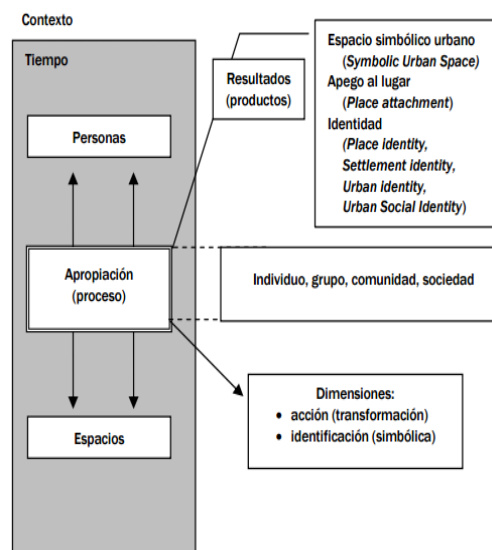 Contexto
Tiempo
Personas
Apropiación
(proceso)
Espacios
Resultados
(productos)
Espacio simbólico urbano
(Symbolic Urban Space)
Apego al lugar
(Place attachment)
Identidad
(Place identity,
Settlement identity,
Urban identity,
Urban Social Identity)
Individuo, grupo, comunidad, sociedad
Dimensiones:
• acción (transformación)
• identificación (simbólica)